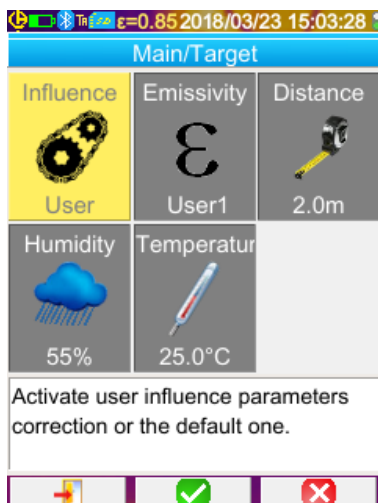 ε=0.85 2018/03/23 15:03:28
Main/Target
Influence Emissivity Distance
ε
User User1 2.0m
Humidity Temperatur
55% 25.0°C
Activate user influence parameters
correction or the default one.